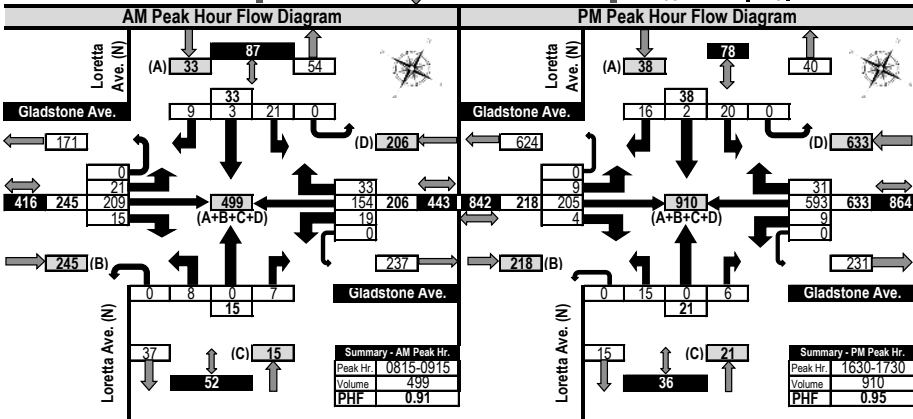 AM Peak Hour Flow Diagram
Loretta
Ave. (N)
(A) 33 87 54
Gladstone Ave.
33
9 3 21 0
171
(D) 206
0
21
209
15
416 245
499
(A+B+C+D)
33
154
19
0
206 443
245 (B)
237
0 8 0 7
15
Gladstone Ave.
Loretta Ave. (N)
37
(C) 15
52
Summary - AM Peak Hr.
Peak Hr. 0815-0915
Volume 499
PHF 0.91
PM Peak Hour Flow Diagram
Loretta
Ave. (N)
(A) 38 78 40
Gladstone Ave.
38
16 2 20 0
624
(D) 633
0
9
205
4
842 218
910
(A+B+C+D)
31
593
9
0
633 864
218 (B)
231
0 15 0 6
21
Gladstone Ave.
Loretta Ave. (N)
15
(C) 21
36
Summary - PM Peak Hr.
Peak Hr. 1630-1730
Volume 910
PHF 0.95